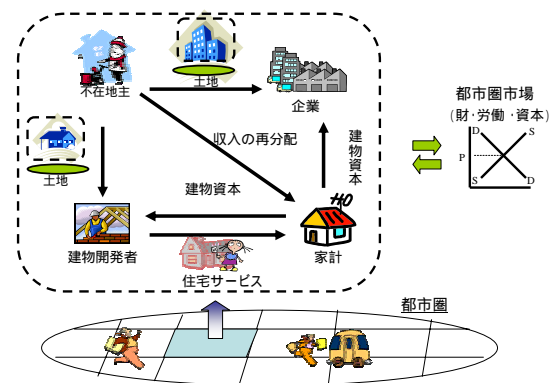 不在地主
土地
企業
都市圏市場
(財･労働･資本)
D
S
P
S
D
収入の再分配
建物資本
土地
建物資本
建物開発者
家計
住宅サービス
都市圏